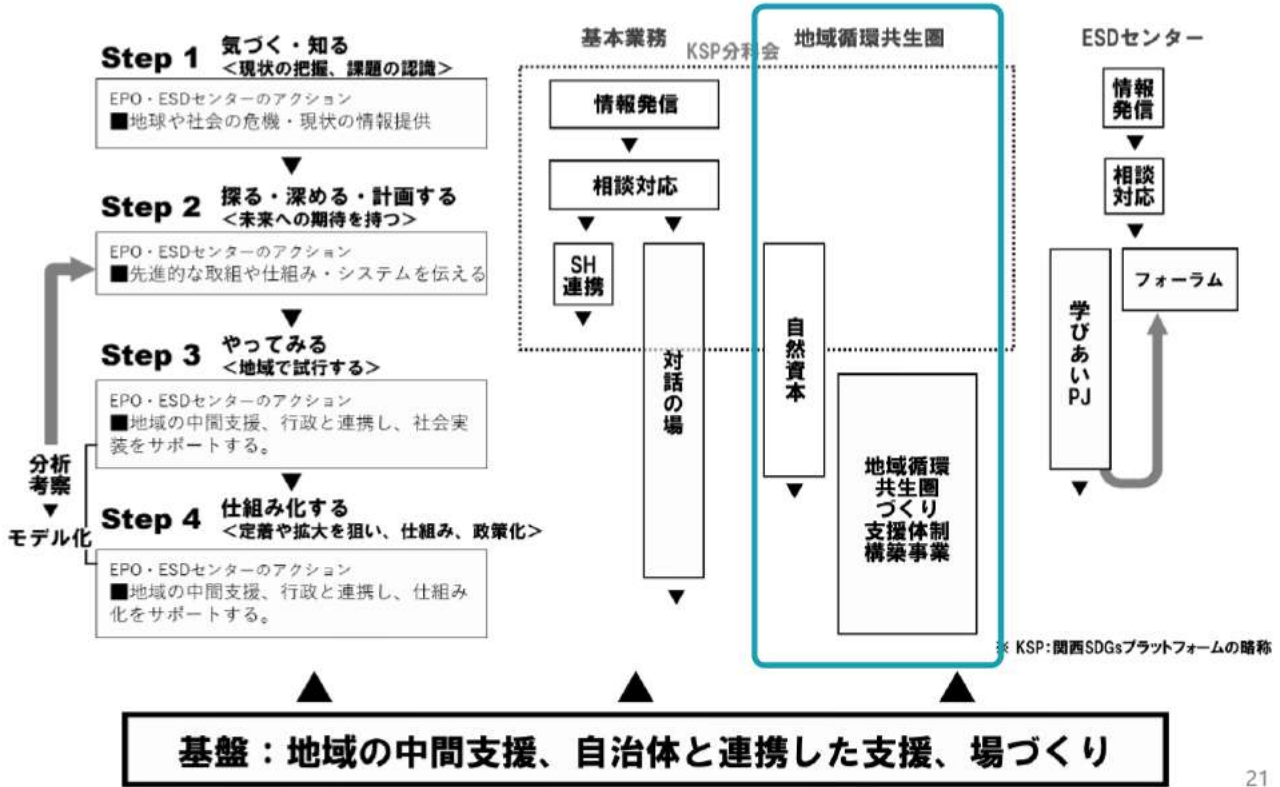 Step 1 気づく・知る
<現状の把握、課題の認識>
EPO・ESDセンターのアクション
■地球や社会の危機・現状の情報提供
▼
Step 2 探る・深める・計画する
<未来への期待を持つ>
EPO・ESDセンターのアクション
■先進的な取組や仕組み・システムを伝える
▼
Step 3 やってみる
<地域で試行する>
EPO・ESDセンターのアクション
■地域の中間支援、行政と連携し、社会実
装をサポートする。
▼
Step 4 仕組み化する
<定着や拡大を狙い、仕組み、政策化>
EPO・ESDセンターのアクション
■地域の中間支援、行政と連携し、仕組み
化をサポートする。
分析
考察
▼
モデル化
基本業務
KSP分科会
地域循環共生圏
ESDセンター
情報発信
▼
相談対応
▼ ▼
SH
連携
▼
対話の場
▼
自然資本
▼
地域循環
共生圏
づくり
支援体制
構築事業
情報
発信
▼
相談
対応
▼
学びあいPJ
▼
フォーラム
※ KSP:関西SDGsプラットフォームの略称
▲ ▲ ▲
基盤：地域の中間支援、自治体と連携した支援、場づくり
21